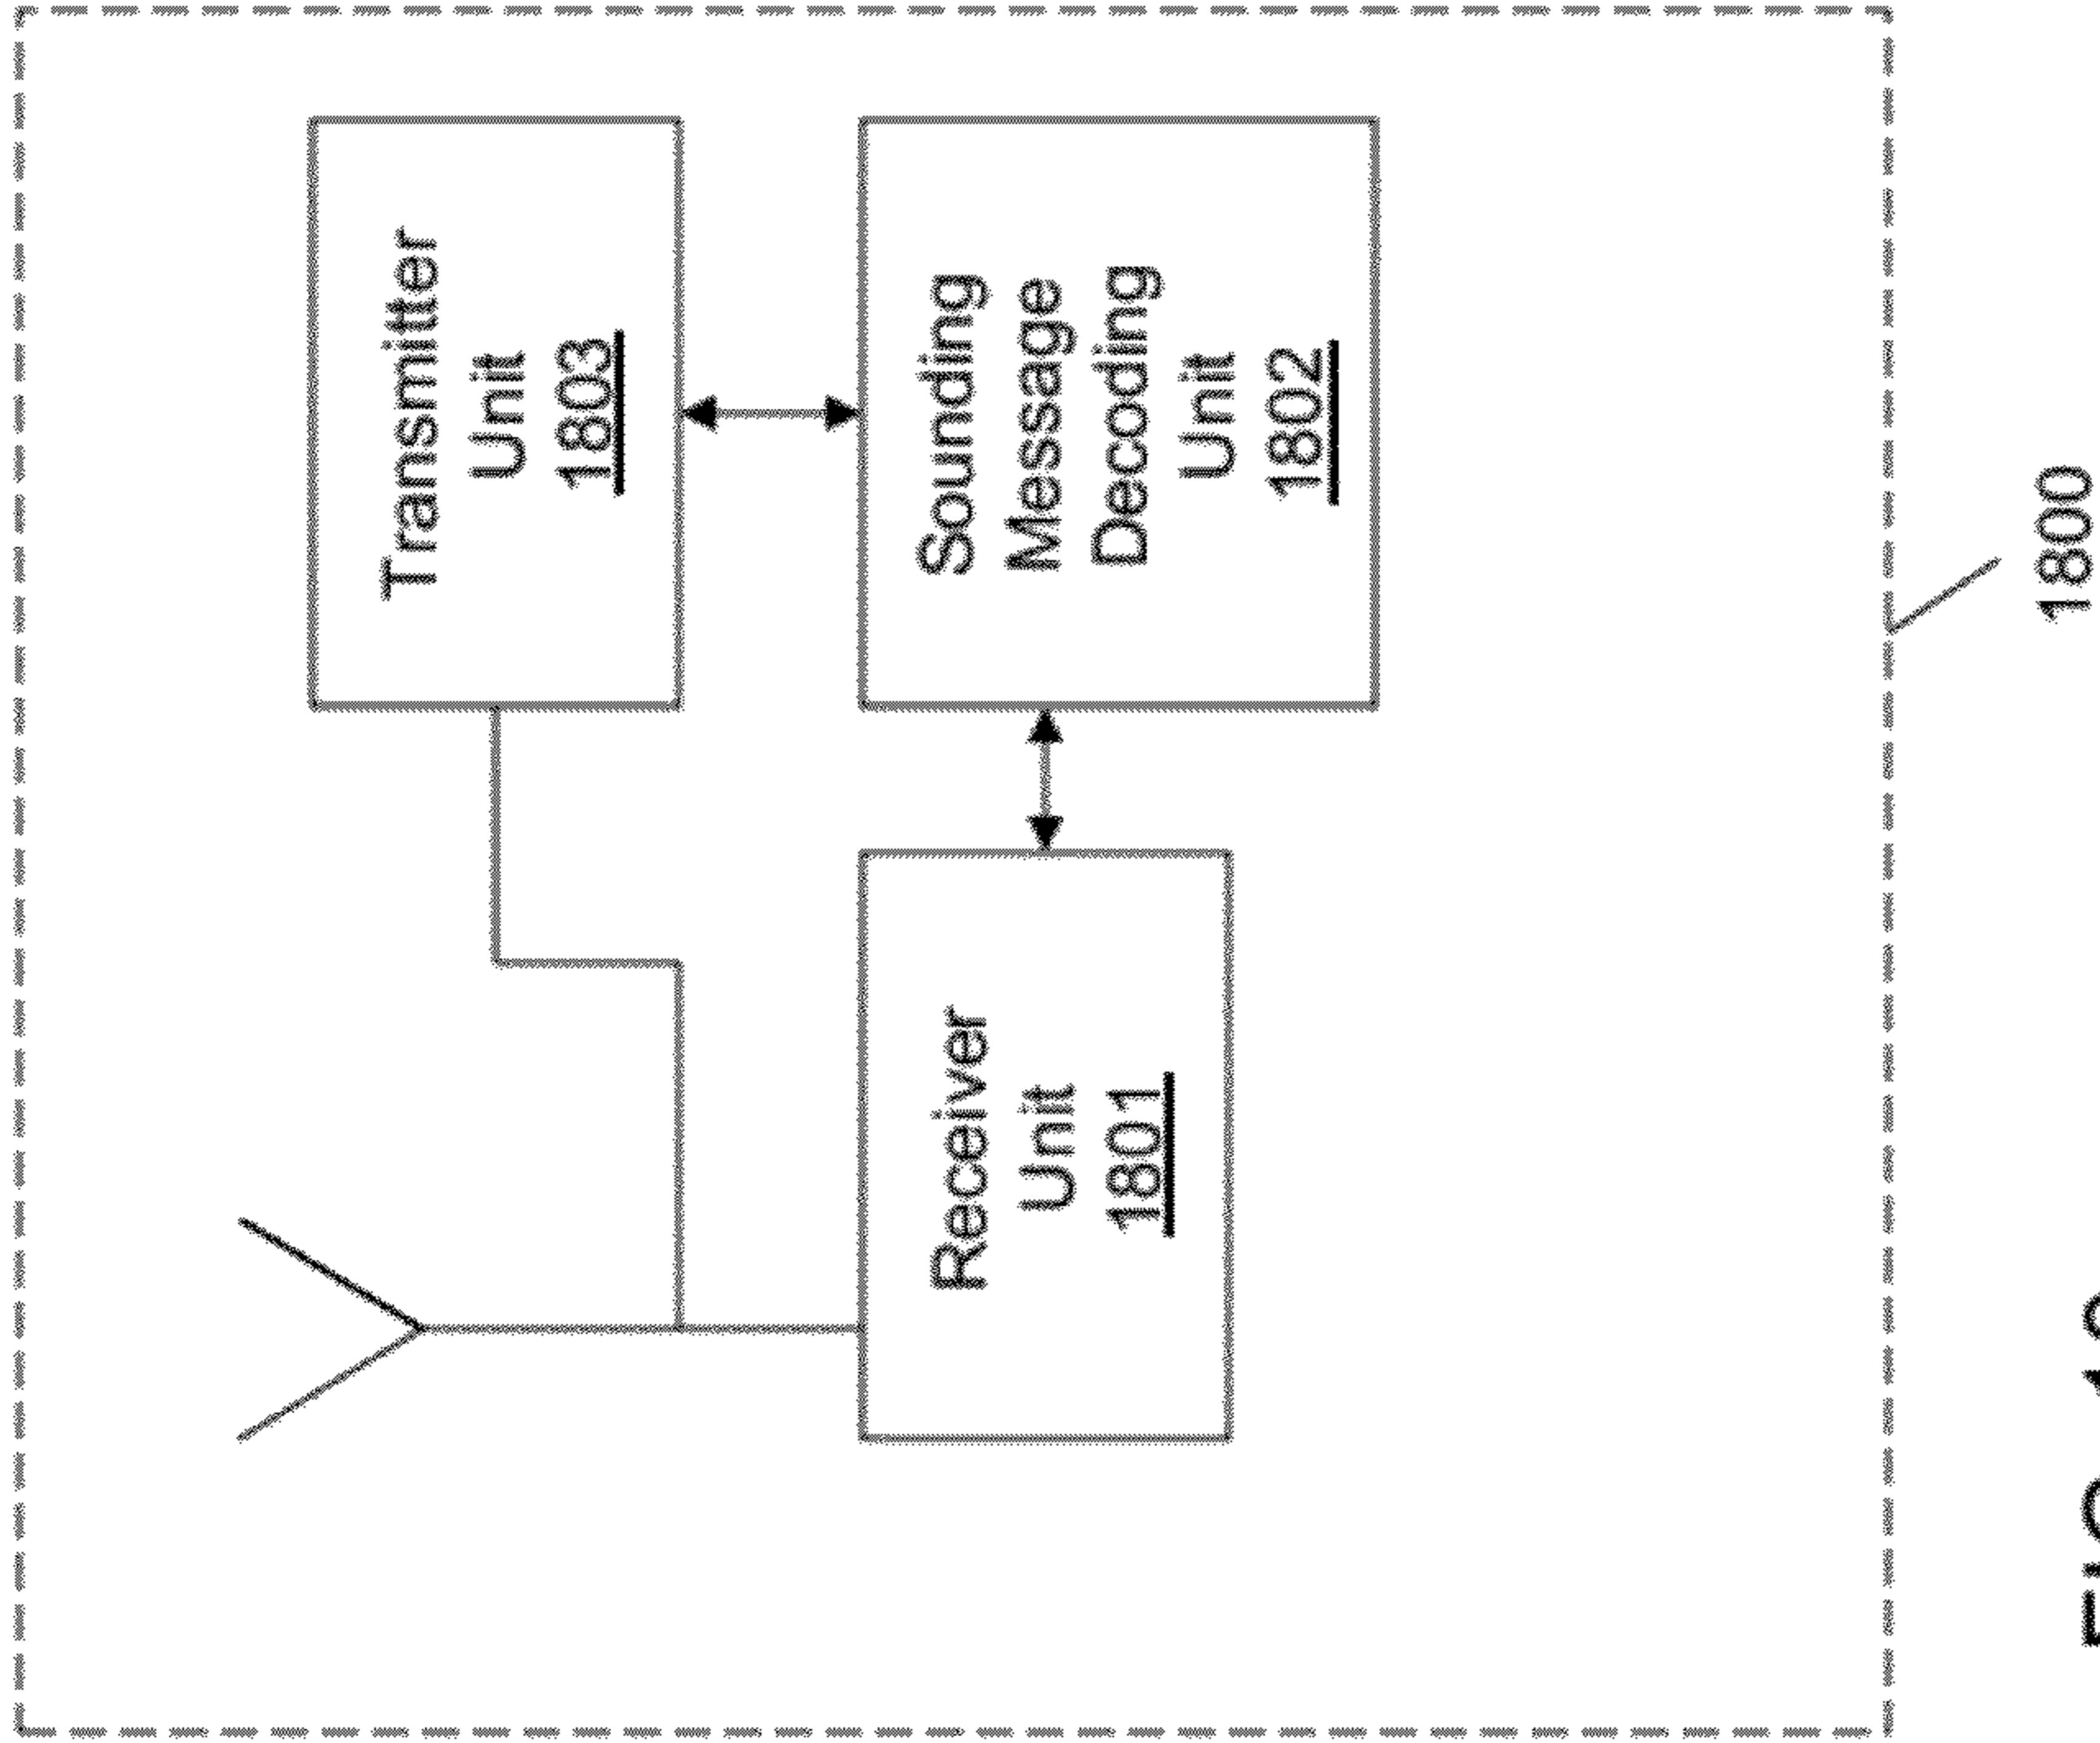 Transmitter
Unit
1803
Sounding
Message
Decoding
Unit
1802
Receiver
Unit
1801
1800